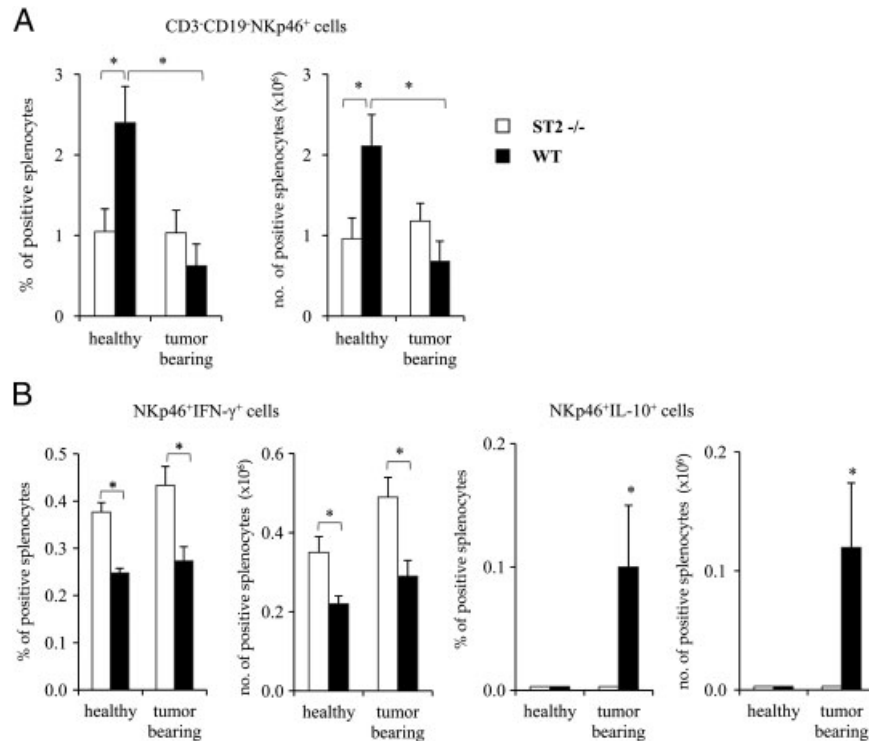 A
CD3-CD19-NKp46+ cells
% of positive splenocytes
3
2
1
0
*
*
healthy
tumor
bearing
no. of positive splenocytes (x10⁶)
3
2
1
0
*
*
healthy
tumor
bearing
ST2 -/-
WT
B
NKp46⁺IFN-γ⁺ cells
NKp46⁺IL-10⁺ cells
% of positive splenocytes
0.5
0.4
0.3
0.2
0.1
0.0
*
*
healthy
tumor
bearing
no. of positive splenocytes (x10⁶)
0.6
0.4
0.2
0.0
*
*
healthy
tumor
bearing
% of positive splenocytes
0.2
0.1
0.0
*
healthy
tumor
bearing
no. of positive splenocytes (x10⁶)
0.2
0.1
0.0
*
healthy
tumor
bearing